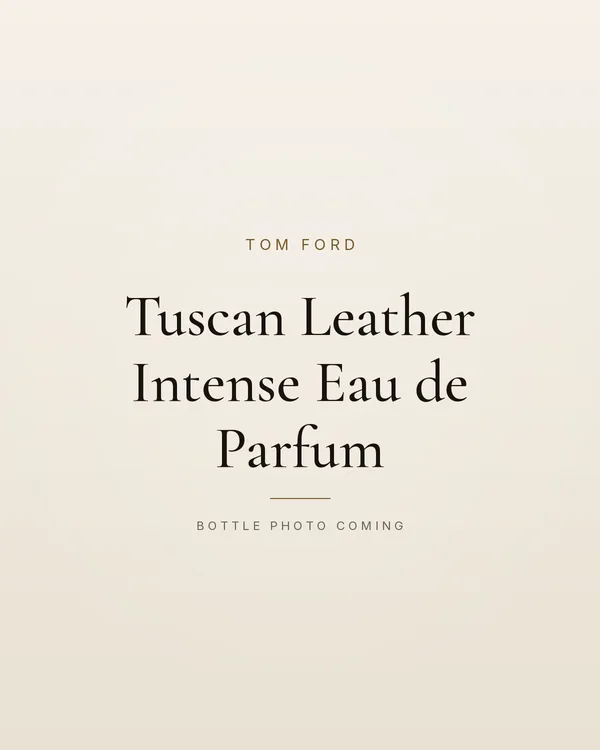 TOM FORD
Tuscan Leather
Intense Eau de
Parfum
BOTTLE PHOTO COMING